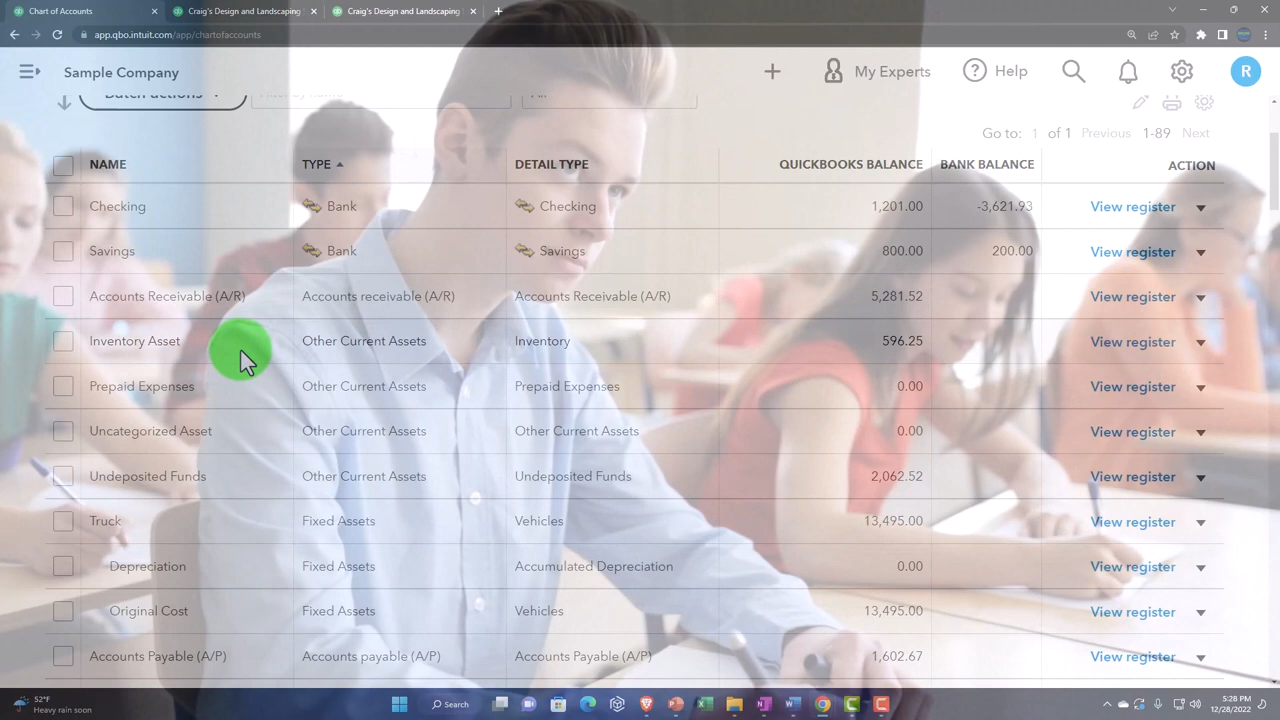 Chart of Accounts
Craig's Design and Landscaping
Craig's Design and Landscaping
app.qbo.intuit.com/app/chartofaccounts
Sample Company
My Experts
Help
R
Batch actions
Filter by name
All
Go to: 1 of 1 Previous 1-89 Next
NAME TYPE DETAIL TYPE QUICKBOOKS BALANCE BANK BALANCE ACTION
Checking Bank Checking 1,201.00 -3,621.93 View register
Savings Bank Savings 800.00 200.00 View register
Accounts Receivable (A/R) Accounts receivable (A/R) Accounts Receivable (A/R) 5,281.52 View register
Inventory Asset Other Current Assets Inventory 596.25 View register
Prepaid Expenses Other Current Assets Prepaid Expenses 0.00 View register
Uncategorized Asset Other Current Assets Other Current Assets 0.00 View register
Undeposited Funds Other Current Assets Undeposited Funds 2,062.52 View register
Truck Fixed Assets Vehicles 13,495.00 View register
Depreciation Fixed Assets Accumulated Depreciation 0.00 View register
Original Cost Fixed Assets Vehicles 13,495.00 View register
Accounts Payable (A/P) Accounts payable (A/P) Accounts Payable (A/P) 1,602.67 View register
52°F
Heavy rain soon
Search
5:28 PM
12/28/2022